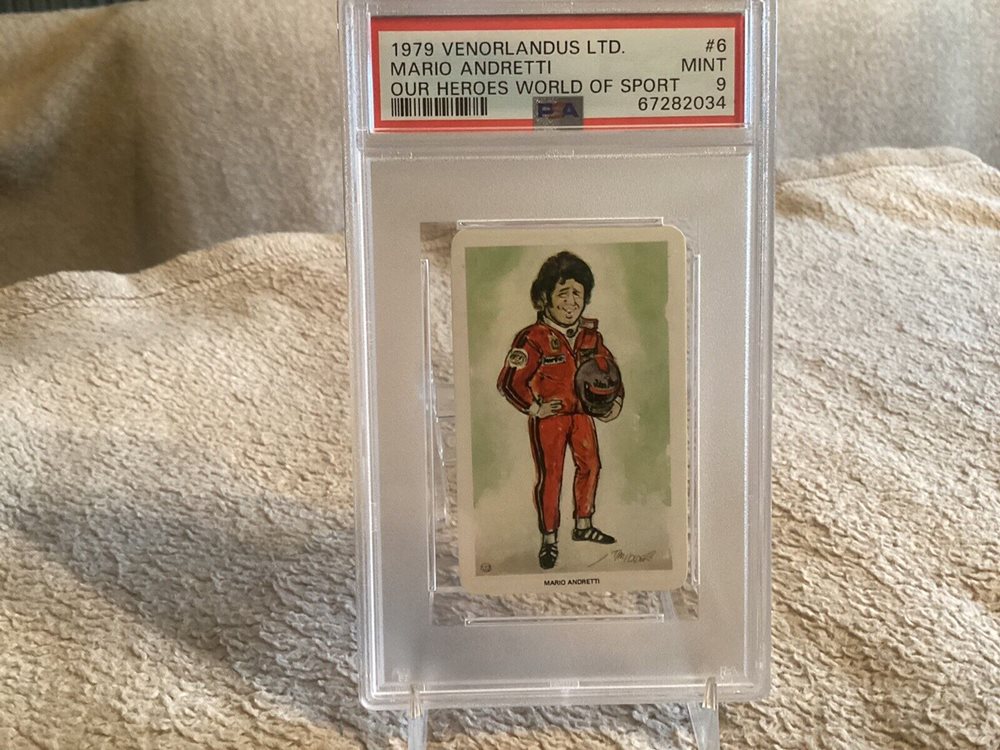 1979 VENORLANDUS LTD. #6
MARIO ANDRETTI MINT
OUR HEROES WORLD OF SPORT 9
PSA 67282034
MARIO ANDRETTI